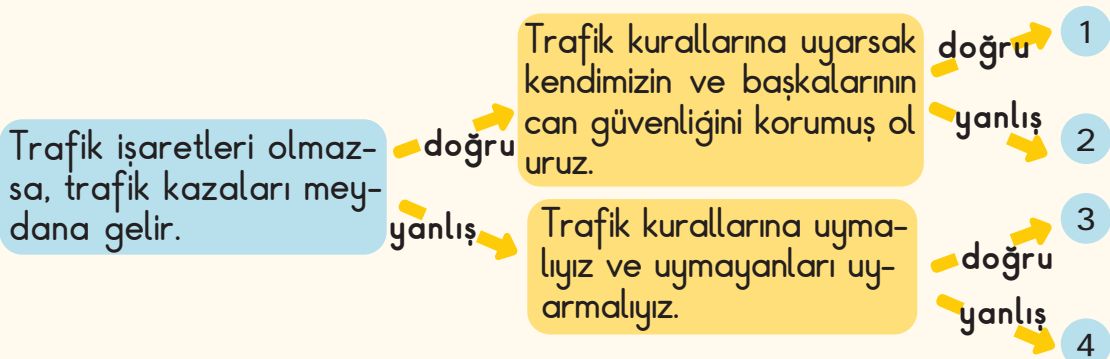 Trafik işaretleri olmaz-
sa, trafik kazaları mey-
dana gelir.
doğru
yanlış
Trafik kurallarına uyarsak
kendimizin ve başkalarının
can güvenliğini korumuş ol
uruz.
doğru
1
yanlış
2
Trafik kurallarına uyma-
lıyız ve uymayanları uy-
armalıyız.
doğru
3
yanlış
4